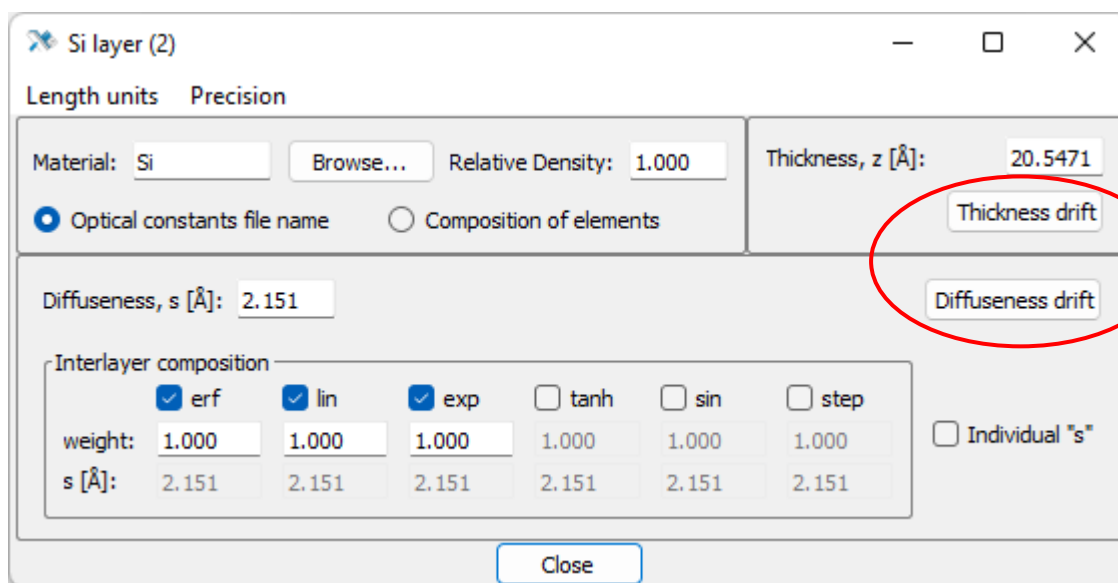 Si layer (2)
Length units Precision
Material: Si Browse... Relative Density: 1.000 Thickness, z [Å]: 20.5471
Optical constants file name Composition of elements Thickness drift
Diffuseness, s [Å]: 2.151 Diffuseness drift
Interlayer composition
erf lin exp tanh sin step
weight: 1.000 1.000 1.000 1.000 1.000 1.000 Individual "s"
s [Å]: 2.151 2.151 2.151 2.151 2.151 2.151
Close